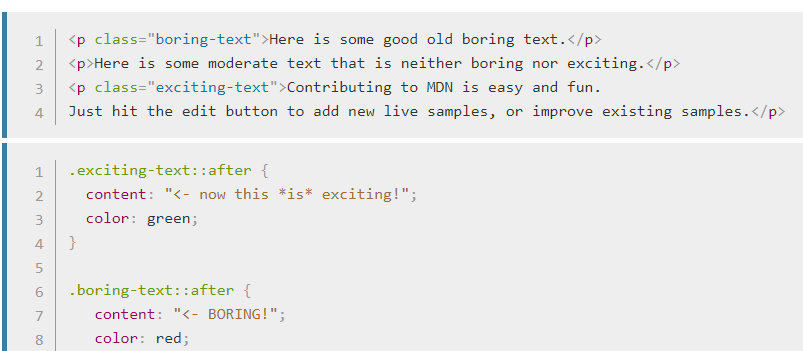 1 <p class="boring-text">Here is some good old boring text.</p>
2 <p>Here is some moderate text that is neither boring nor exciting.</p>
3 <p class="exciting-text">Contributing to MDN is easy and fun.
4 Just hit the edit button to add new live samples, or improve existing samples.</p>
1 .exciting-text::after {
2   content: "<- now this *is* exciting!";
3   color: green;
4 }
5
6 .boring-text::after {
7    content: "<- BORING!";
8    color: red;